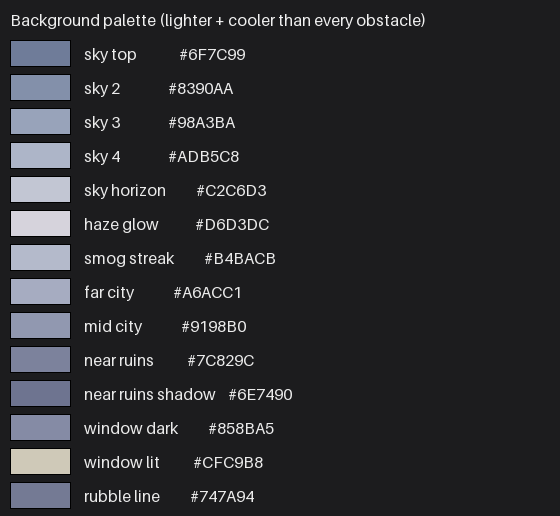 Background palette (lighter + cooler than every obstacle)
sky top #6F7C99
sky 2 #8390AA
sky 3 #98A3BA
sky 4 #ADB5C8
sky horizon #C2C6D3
haze glow #D6D3DC
smog streak #B4BACB
far city #A6ACC1
mid city #9198B0
near ruins #7C829C
near ruins shadow #6E7490
window dark #858BA5
window lit #CFC9B8
rubble line #747A94